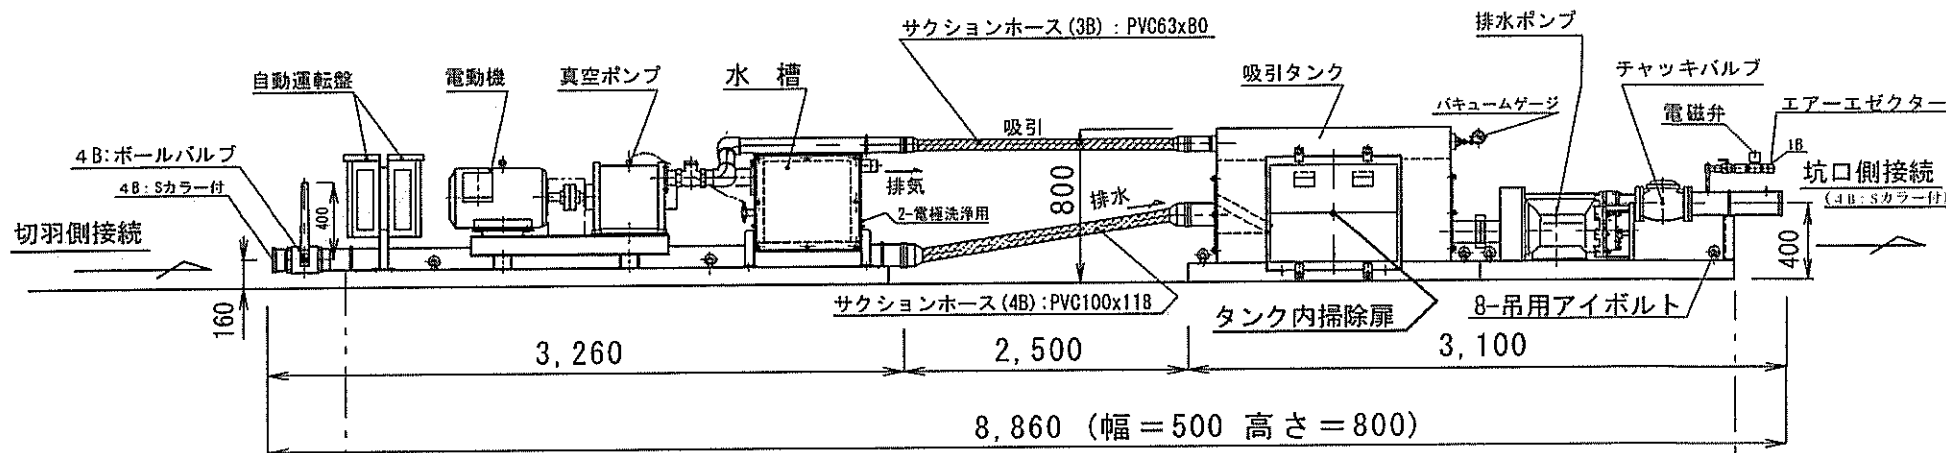 サクションホース(3B) : PVC63x80
排水ポンプ
自動運転盤
電動機
真空ポンプ
水 槽
吸引タンク
チャッキバルブ
バキュームゲージ
電磁弁
エアーエゼクター
1B
吸引
4B:ボールバルブ
4B:Sカラー付
400
排気
800
排水
坑口側接続
(4B:Sカラー付)
2-電極洗浄用
切羽側接続
400
160
サクションホース(4B):PVC100x118
タンク内掃除扉
8-吊用アイボルト
3,260
2,500
3,100
8,860 (幅=500 高さ=800)